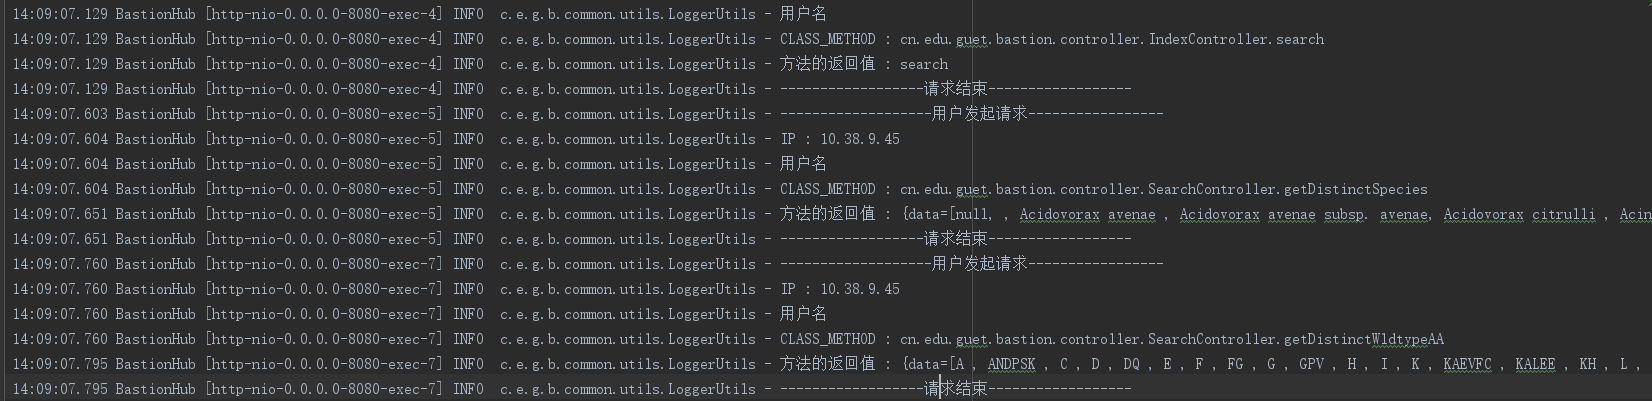 14:09:07.129 BastionHub [http-nio-0.0.0.0-8080-exec-4] INFO  c.e.g.b.common.utils.LoggerUtils - 用户名
14:09:07.129 BastionHub [http-nio-0.0.0.0-8080-exec-4] INFO  c.e.g.b.common.utils.LoggerUtils - CLASS_METHOD : cn.edu.guet.bastion.controller.IndexController.search
14:09:07.129 BastionHub [http-nio-0.0.0.0-8080-exec-4] INFO  c.e.g.b.common.utils.LoggerUtils - 方法的返回值 : search
14:09:07.129 BastionHub [http-nio-0.0.0.0-8080-exec-4] INFO  c.e.g.b.common.utils.LoggerUtils - ------------------请求结束------------------
14:09:07.603 BastionHub [http-nio-0.0.0.0-8080-exec-5] INFO  c.e.g.b.common.utils.LoggerUtils - -------------------用户发起请求-----------------
14:09:07.604 BastionHub [http-nio-0.0.0.0-8080-exec-5] INFO  c.e.g.b.common.utils.LoggerUtils - IP : 10.38.9.45
14:09:07.604 BastionHub [http-nio-0.0.0.0-8080-exec-5] INFO  c.e.g.b.common.utils.LoggerUtils - 用户名
14:09:07.604 BastionHub [http-nio-0.0.0.0-8080-exec-5] INFO  c.e.g.b.common.utils.LoggerUtils - CLASS_METHOD : cn.edu.guet.bastion.controller.SearchController.getDistinctSpecies
14:09:07.651 BastionHub [http-nio-0.0.0.0-8080-exec-5] INFO  c.e.g.b.common.utils.LoggerUtils - 方法的返回值 : {data=[null, , Acidovorax avenae , Acidovorax avenae subsp. avenae, Acidovorax citrulli , Acin
14:09:07.651 BastionHub [http-nio-0.0.0.0-8080-exec-5] INFO  c.e.g.b.common.utils.LoggerUtils - ------------------请求结束------------------
14:09:07.760 BastionHub [http-nio-0.0.0.0-8080-exec-7] INFO  c.e.g.b.common.utils.LoggerUtils - -------------------用户发起请求-----------------
14:09:07.760 BastionHub [http-nio-0.0.0.0-8080-exec-7] INFO  c.e.g.b.common.utils.LoggerUtils - IP : 10.38.9.45
14:09:07.760 BastionHub [http-nio-0.0.0.0-8080-exec-7] INFO  c.e.g.b.common.utils.LoggerUtils - 用户名
14:09:07.760 BastionHub [http-nio-0.0.0.0-8080-exec-7] INFO  c.e.g.b.common.utils.LoggerUtils - CLASS_METHOD : cn.edu.guet.bastion.controller.SearchController.getDistinctWldtypeAA
14:09:07.795 BastionHub [http-nio-0.0.0.0-8080-exec-7] INFO  c.e.g.b.common.utils.LoggerUtils - 方法的返回值 : {data=[A , ANDPSK , C , D , DQ , E , F , FG , G , GPV , H , I , K , KAEVFC , KALEE , KH , L ,
14:09:07.795 BastionHub [http-nio-0.0.0.0-8080-exec-7] INFO  c.e.g.b.common.utils.LoggerUtils - ------------------请求结束------------------